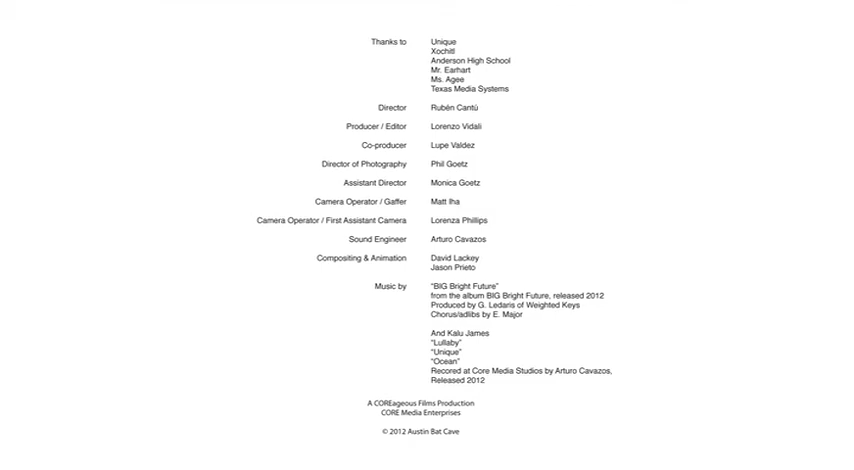 Thanks to Unique
Xochitl
Anderson High School
Mr. Earhart
Ms. Agee
Texas Media Systems
Director Rubén Cantú
Producer / Editor Lorenzo Vidali
Co-producer Lupe Valdez
Director of Photography Phil Goetz
Assistant Director Monica Goetz
Camera Operator / Gaffer Matt Iha
Camera Operator / First Assistant Camera Lorenza Phillips
Sound Engineer Arturo Cavazos
Compositing & Animation David Lackey
Jason Prieto
Music by “BIG Bright Future”
from the album BIG Bright Future, released 2012
Produced by G. Ledaris of Weighted Keys
Chorus/adlibs by E. Major
And Kalu James
“Lullaby”
“Unique”
“Ocean”
Recored at Core Media Studios by Arturo Cavazos,
Released 2012
A COREageous Films Production
CORE Media Enterprises
© 2012 Austin Bat Cave